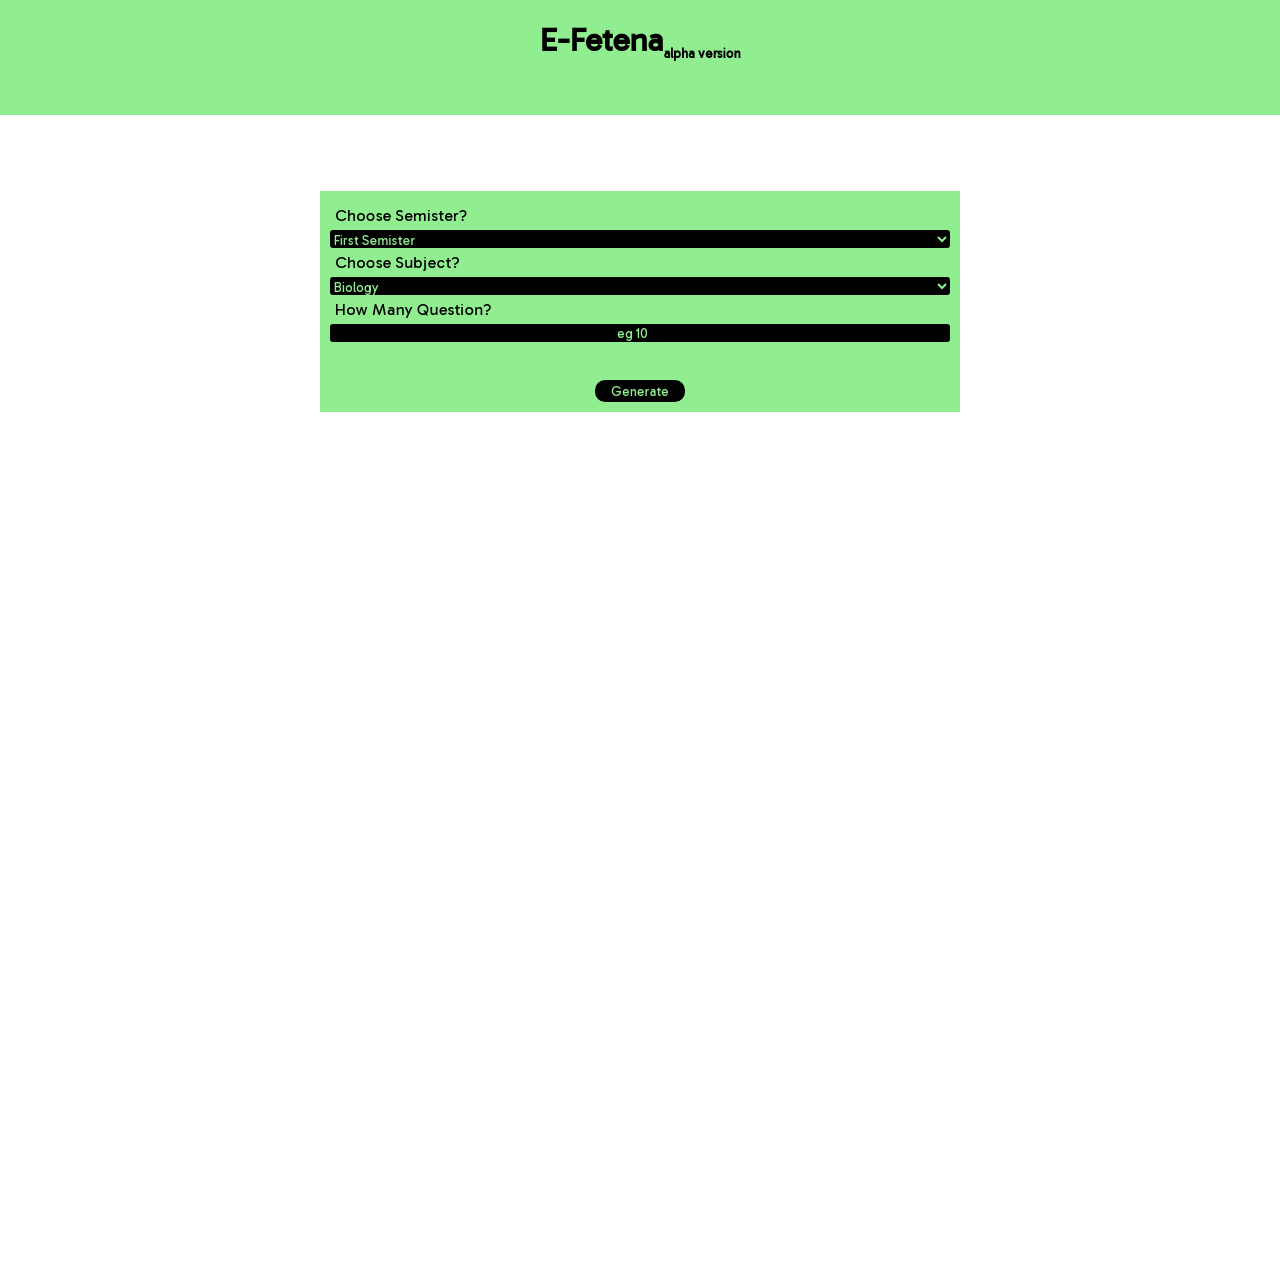 E-Fetena alpha version
Choose Semister?
First Semister
Choose Subject?
Biology
How Many Question?
eg 10
Generate